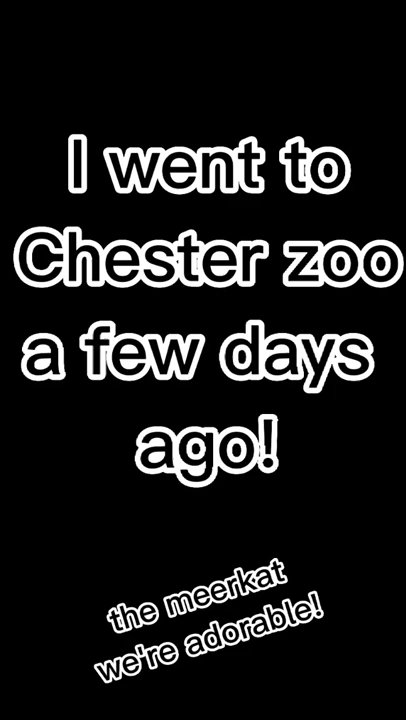 I went to
Chester zoo
a few days
ago!
the meerkat
we're adorable!